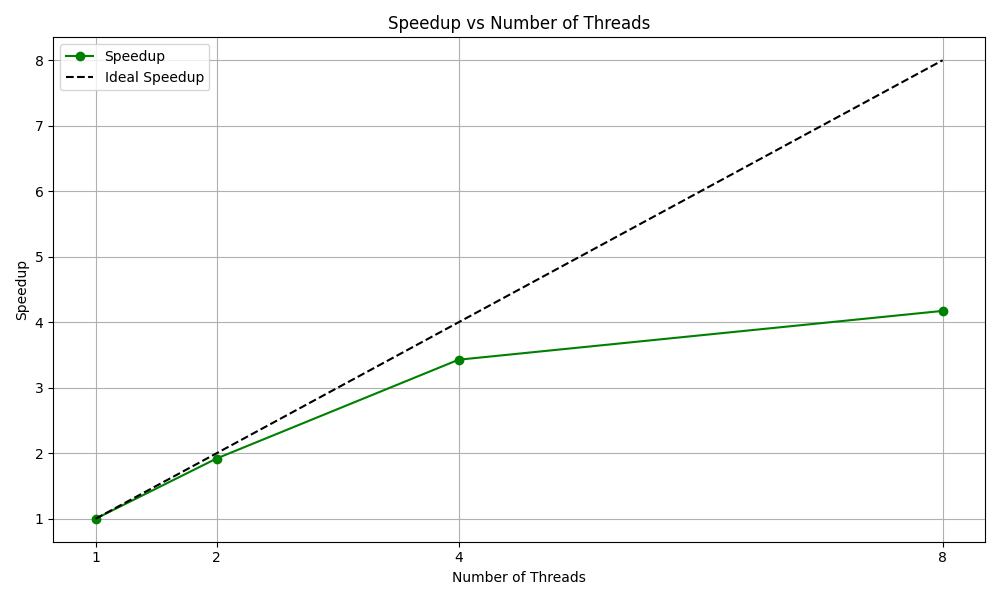 Speedup vs Number of Threads
Speedup
Ideal Speedup
8
7
6
5
4
3
2
1
Speedup
1 2 4 8
Number of Threads